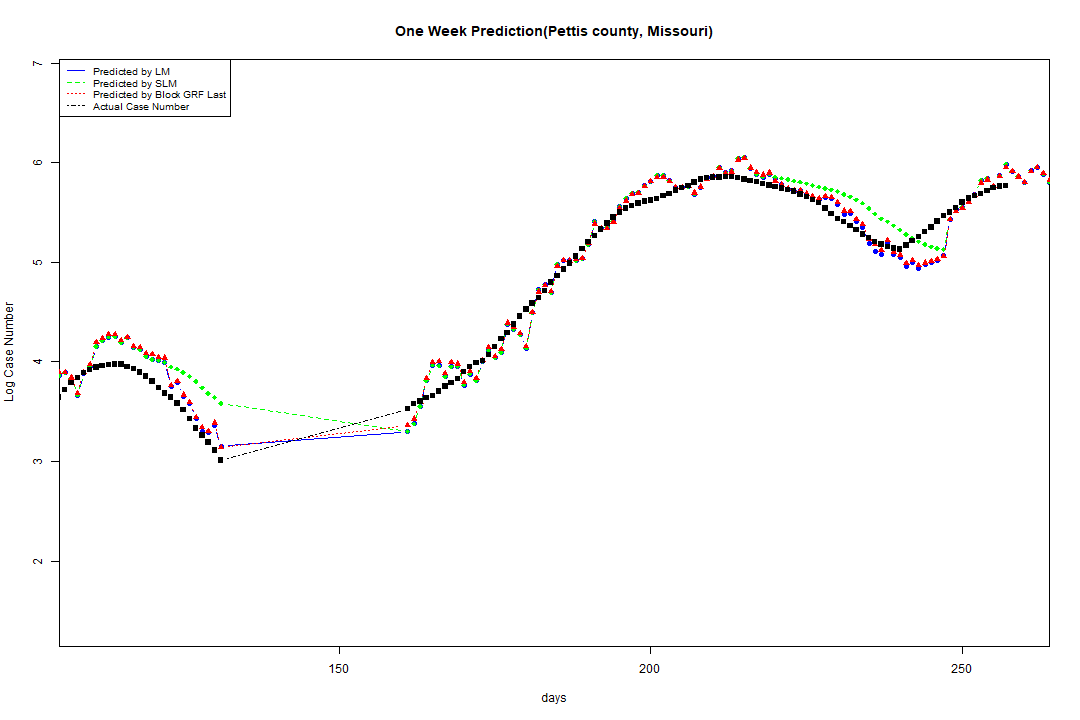 One Week Prediction(Pettis county, Missouri)
Predicted by LM
Predicted by SLM
Predicted by Block GRF Last
Actual Case Number
7
6
5
4
3
2
Log Case Number
150 200 250
days